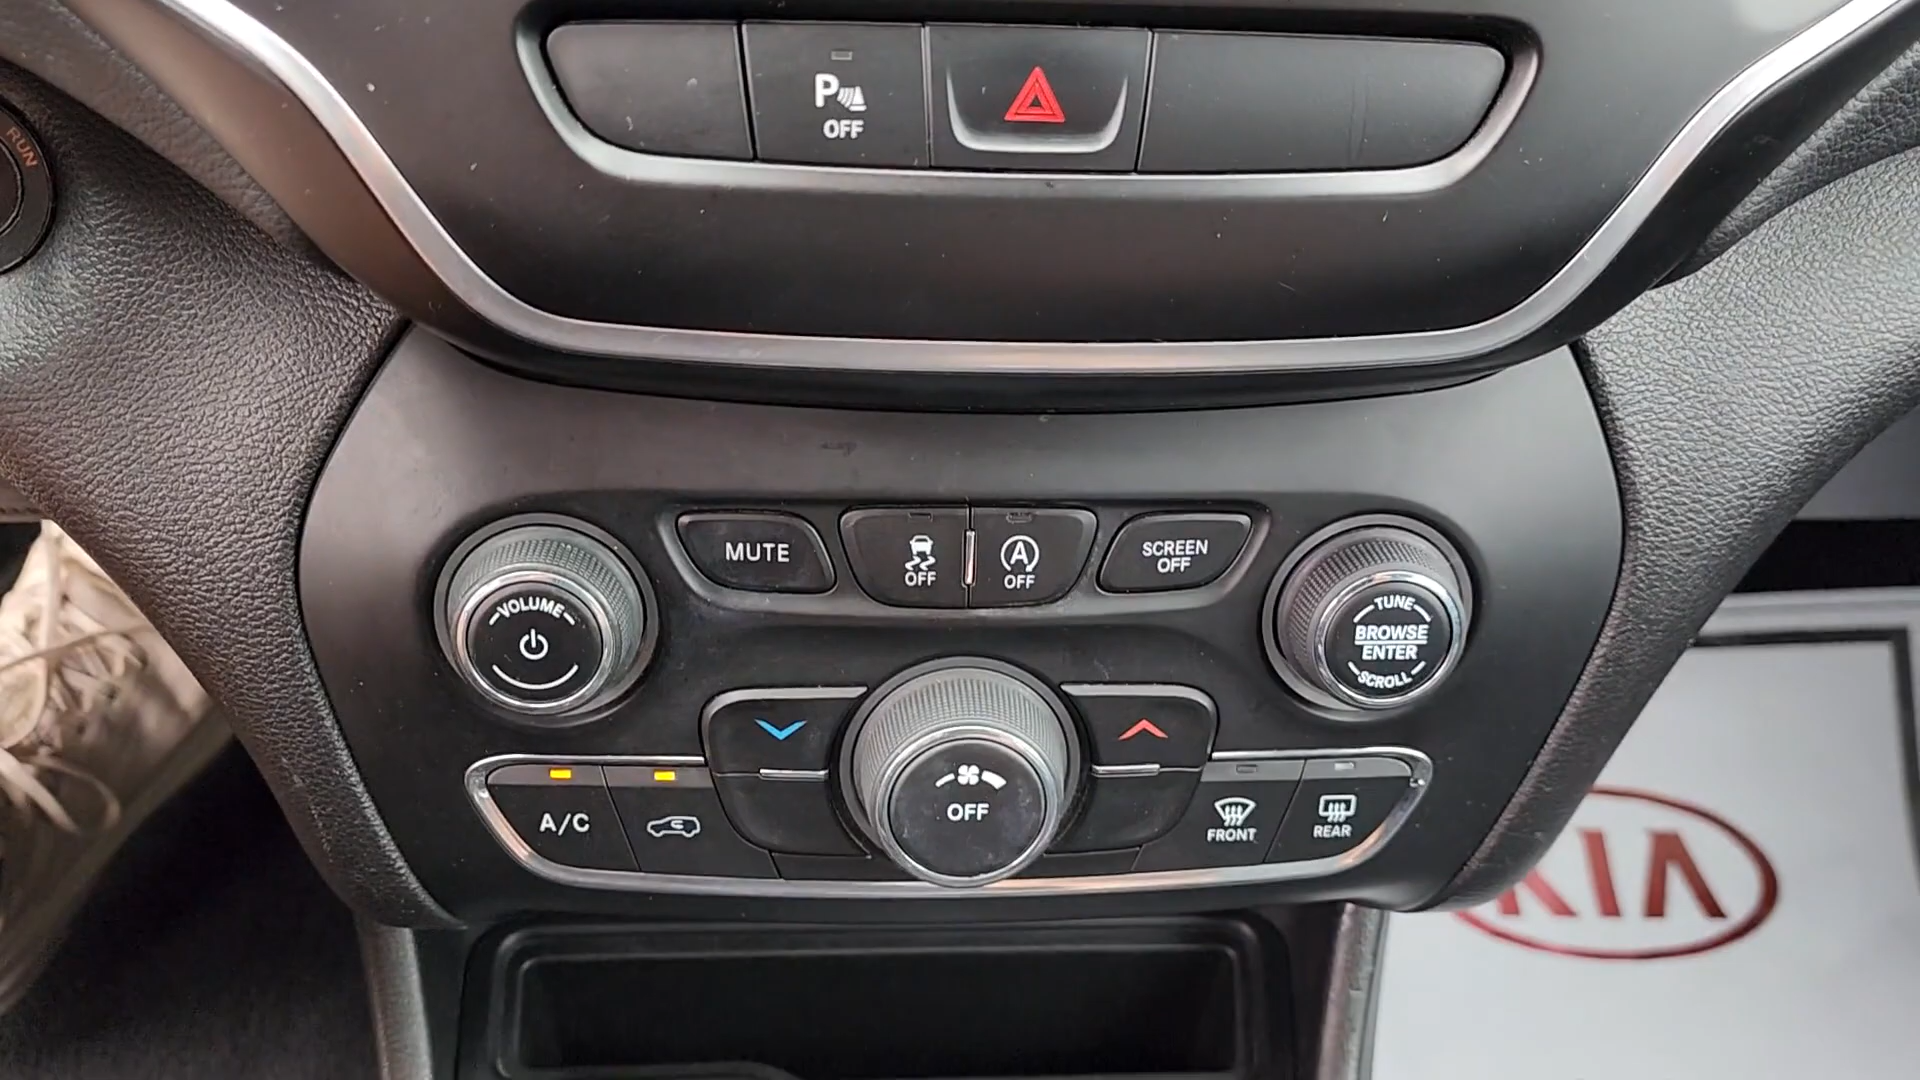 RUN
P
OFF
MUTE
OFF
A
OFF
SCREEN
OFF
VOLUME
TUNE
BROWSE
ENTER
SCROLL
OFF
A/C
FRONT
REAR
KIA